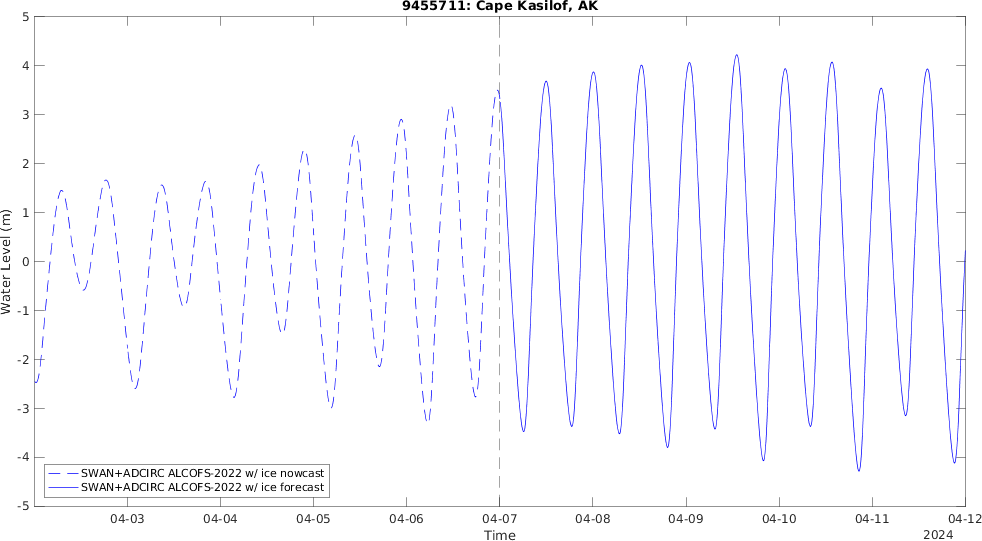 9455711: Cape Kasilof, AK
5
4
3
2
1
0
-1
-2
-3
-4
-5
Water Level (m)
SWAN+ADCIRC ALCOFS-2022 w/ ice nowcast
SWAN+ADCIRC ALCOFS-2022 w/ ice forecast
04-03 04-04 04-05 04-06 04-07 04-08 04-09 04-10 04-11 04-12
Time
2024